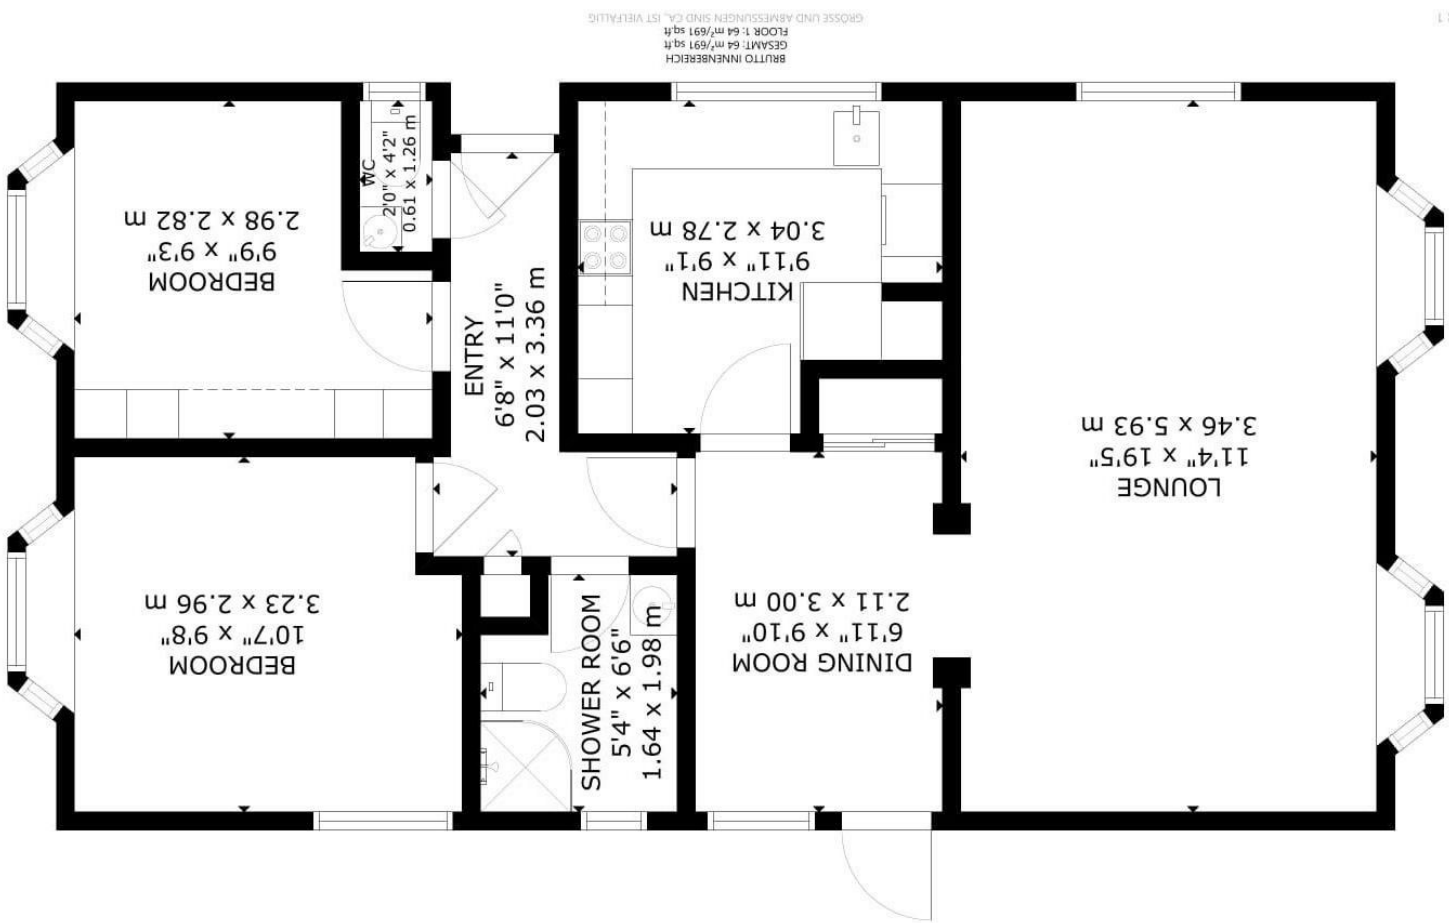 DINING ROOM
6'11" x 9'10"
2.11 x 3.00 m
SHOWER ROOM
5'4" x 6'6"
1.64 x 1.98 m
BEDROOM
10'7" x 9'8"
3.23 x 2.96 m
LOUNGE
11'4" x 19'5"
3.46 x 5.93 m
ENTRY
6'8" x 11'0"
2.03 x 3.36 m
KITCHEN
9'11" x 9'1"
3.04 x 2.78 m
BEDROOM
9'9" x 9'3"
2.98 x 2.82 m
WC
2'0" x 4'2"
0.61 x 1.26 m
BRUTTO INNENBEREICH
GESAMT: 64 m²/691 sq.ft
FLOOR 1: 64 m²/691 sq.ft
GRÖSSE UND ABMESSUNGEN SIND CA., IST VIELFÄLLIG